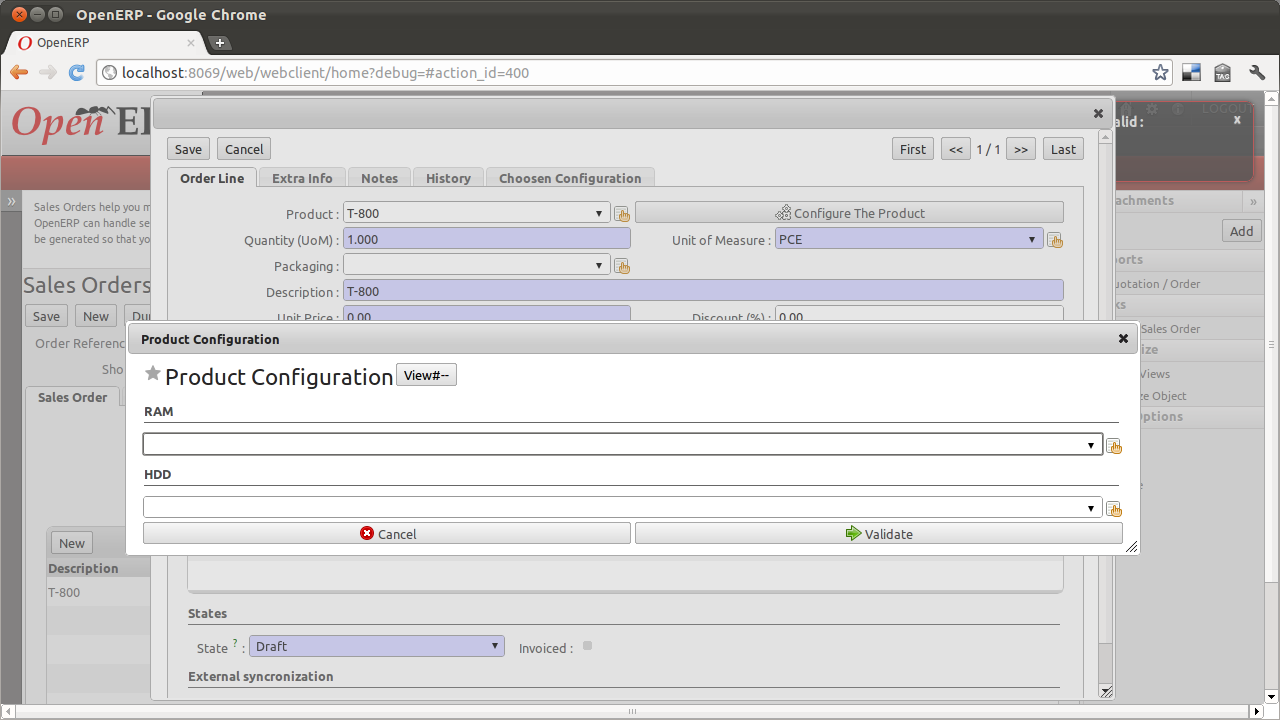 OpenERP - Google Chrome
OpenERP
localhost:8069/web/webclient/home?debug=#action_id=400
Open E
LOGOUT
alid :
x
Save Cancel First << 1 / 1 >> Last
Order Line Extra Info Notes History Choosen Configuration
» Sales Orders help you m
OpenERP can handle se
be generated so that yo
Product : T-800 Configure The Product
Quantity (UoM) : 1.000 Unit of Measure : PCE
Packaging :
Description : T-800
Unit Price : 0.00 Discount (%) : 0.00
achments »
Add
ports
uotation / Order
ks
Sales Order
ize
Views
ze Object
Options
e
Sales Orders
Save New Du
Order Referenc
Sho
Sales Order
Product Configuration
Product Configuration View#--
RAM
HDD
Cancel Validate
New
Description
T-800
States
State ? : Draft Invoiced :
External syncronization